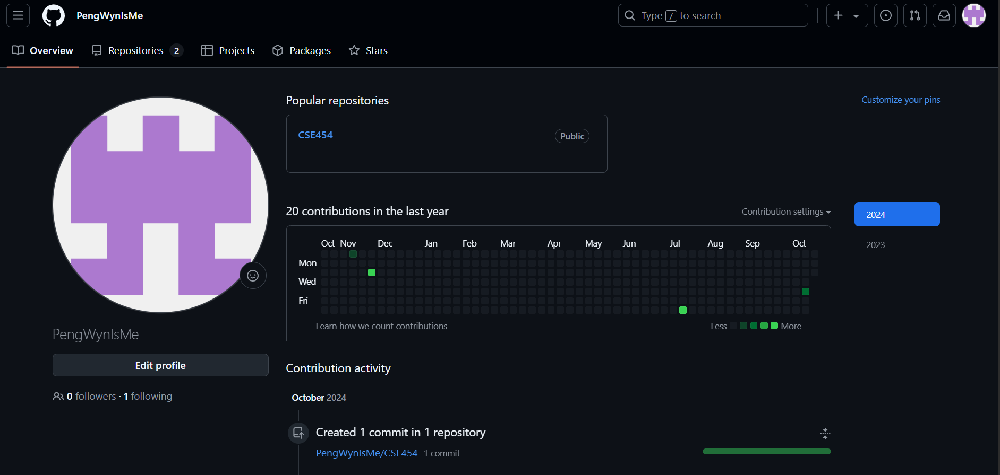 PengWynIsMe
Type / to search
Overview
Repositories 2
Projects
Packages
Stars
Popular repositories
Customize your pins
CSE454
Public
20 contributions in the last year
Contribution settings
2024
2023
Oct Nov Dec Jan Feb Mar Apr May Jun Jul Aug Sep Oct
Mon
Wed
Fri
Learn how we count contributions
Less More
PengWynIsMe
Edit profile
0 followers · 1 following
Contribution activity
October 2024
Created 1 commit in 1 repository
PengWynIsMe/CSE454 1 commit